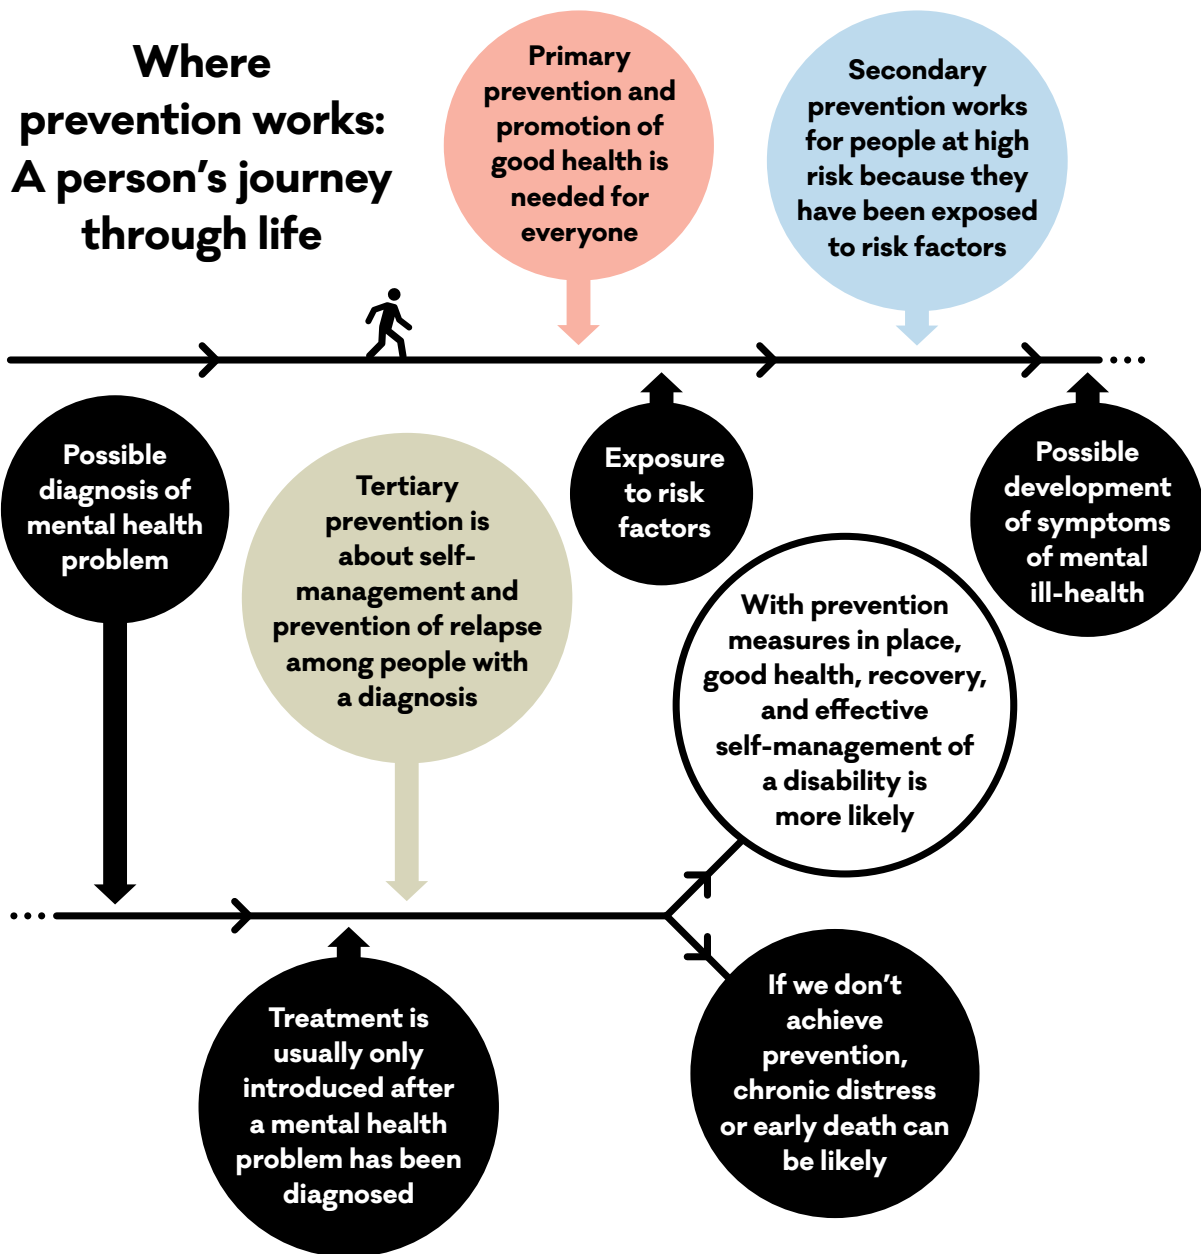 Where
prevention works:
A person's journey
through life
Primary
prevention and
promotion of
good health is
needed for
everyone
Secondary
prevention works
for people at high
risk because they
have been exposed
to risk factors
Exposure
to risk
factors
Possible
development
of symptoms
of mental
ill-health
Possible
diagnosis of
mental health
problem
Tertiary
prevention is
about self-
management and
prevention of relapse
among people with
a diagnosis
Treatment is
usually only
introduced after
a mental health
problem has been
diagnosed
With prevention
measures in place,
good health, recovery,
and effective
self-management of
a disability is
more likely
If we don't
achieve
prevention,
chronic distress
or early death can
be likely